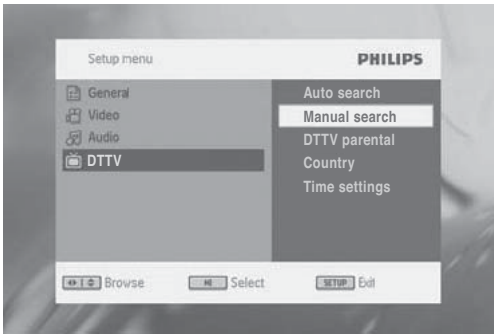 Setup menu
PHILIPS
General
Video
Audio
DTTV
Auto search
Manual search
DTTV parental
Country
Time settings
Browse
Select
SETUP Exit